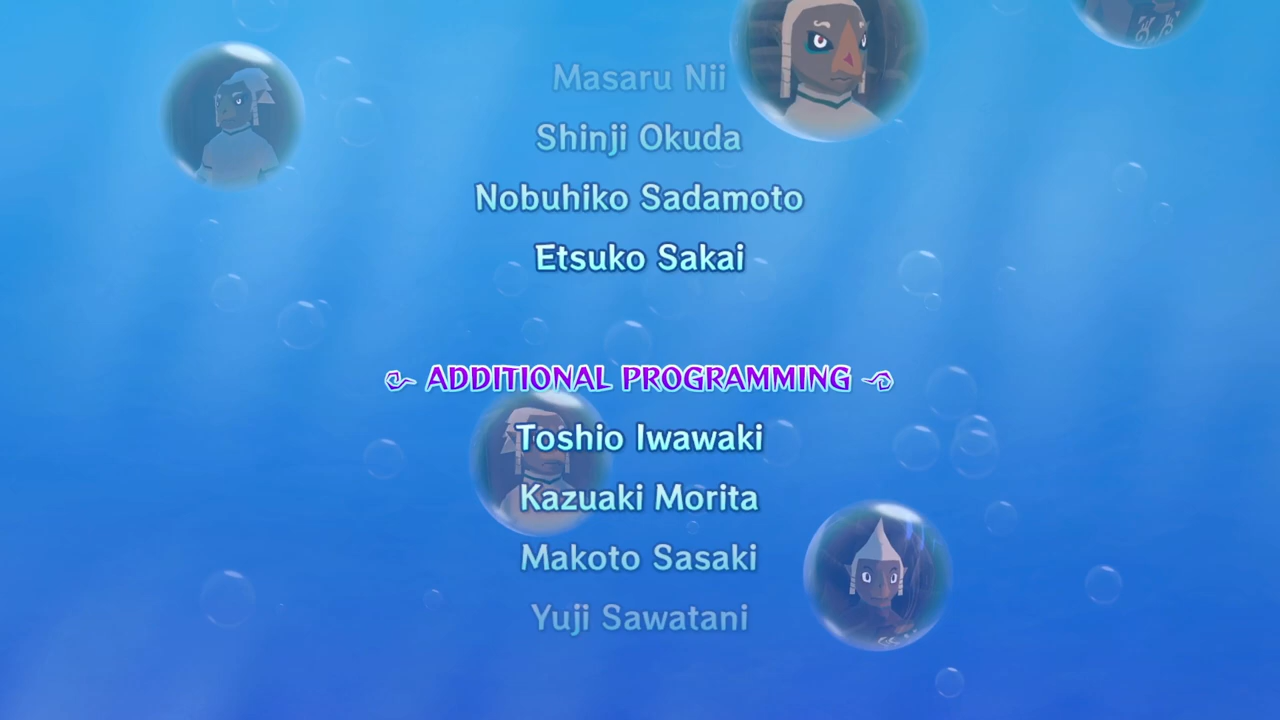 Masaru Nii
Shinji Okuda
Nobuhiko Sadamoto
Etsuko Sakai
ADDITIONAL PROGRAMMING
Toshio Iwawaki
Kazuaki Morita
Makoto Sasaki
Yuji Sawatani